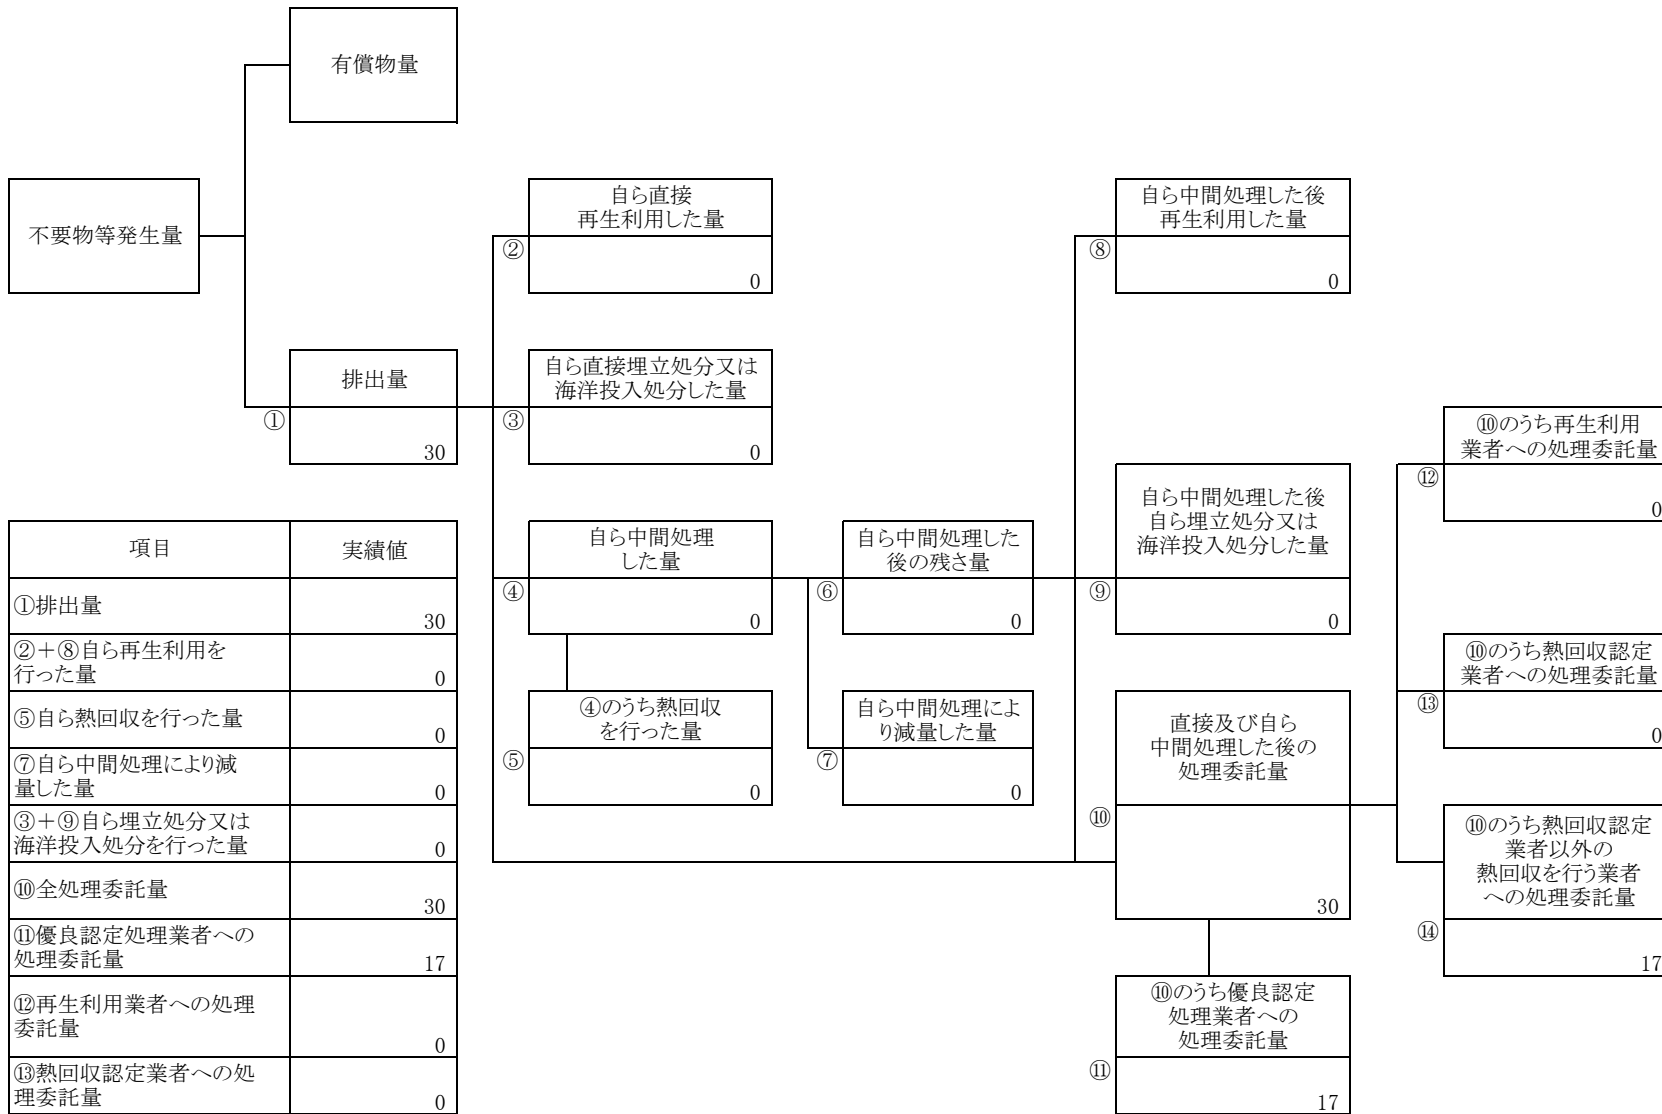 有償物量
不要物等発生量
自ら直接
再生利用した量
②
0
自ら中間処理した後
再生利用した量
⑧
0
排出量
①
30
自ら直接埋立処分又は
海洋投入処分した量
③
0
⑩のうち再生利用
業者への処理委託量
⑫
0
自ら中間処理した後
自ら埋立処分又は
海洋投入処分した量
⑨
0
自ら中間処理
した量
④
0
自ら中間処理した
後の残さ量
⑥
0
⑩のうち熱回収認定
業者への処理委託量
⑬
0
④のうち熱回収
を行った量
⑤
0
自ら中間処理によ
り減量した量
⑦
0
直接及び自ら
中間処理した後の
処理委託量
⑩
30
⑩のうち熱回収認定
業者以外の
熱回収を行う業者
への処理委託量
⑭
17
⑩のうち優良認定
処理業者への
処理委託量
⑪
17
項目 実績値
①排出量
30
②+⑧自ら再生利用を
行った量
0
⑤自ら熱回収を行った量
0
⑦自ら中間処理により減
量した量
0
③+⑨自ら埋立処分又は
海洋投入処分を行った量
0
⑩全処理委託量
30
⑪優良認定処理業者への
処理委託量
17
⑫再生利用業者への処理
委託量
0
⑬熱回収認定業者への処
理委託量
0